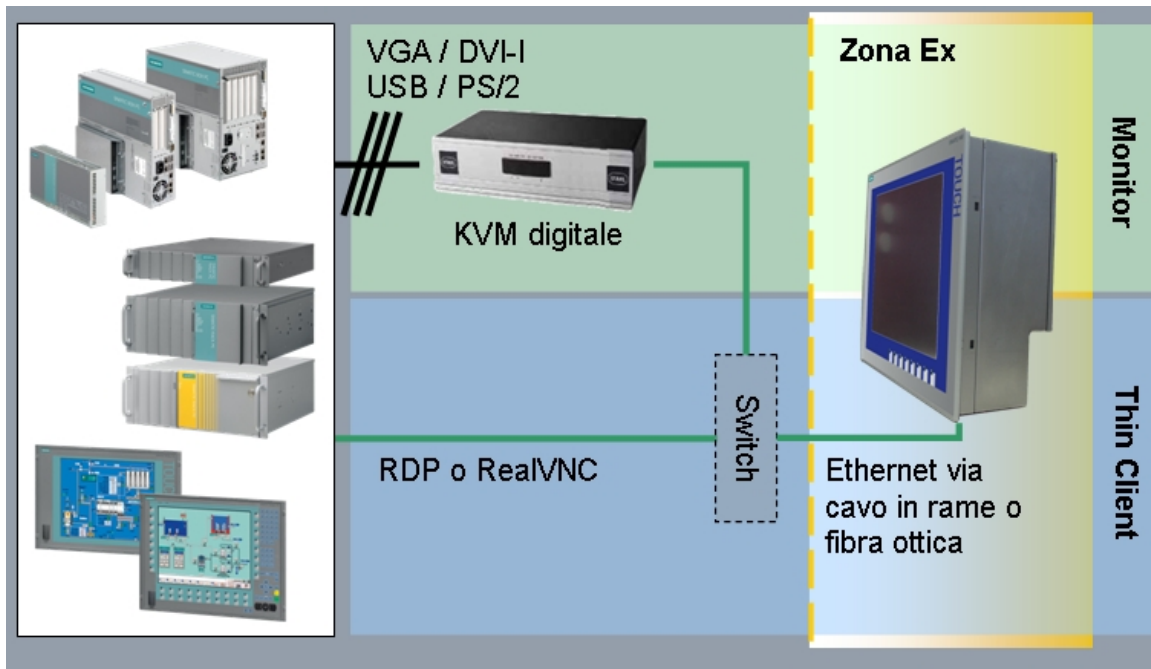 VGA / DVI-I
USB / PS/2
KVM digitale
Zona Ex
Monitor
TOUCH
Switch
RDP o RealVNC
Ethernet via
cavo in rame o
fibra ottica
Thin Client